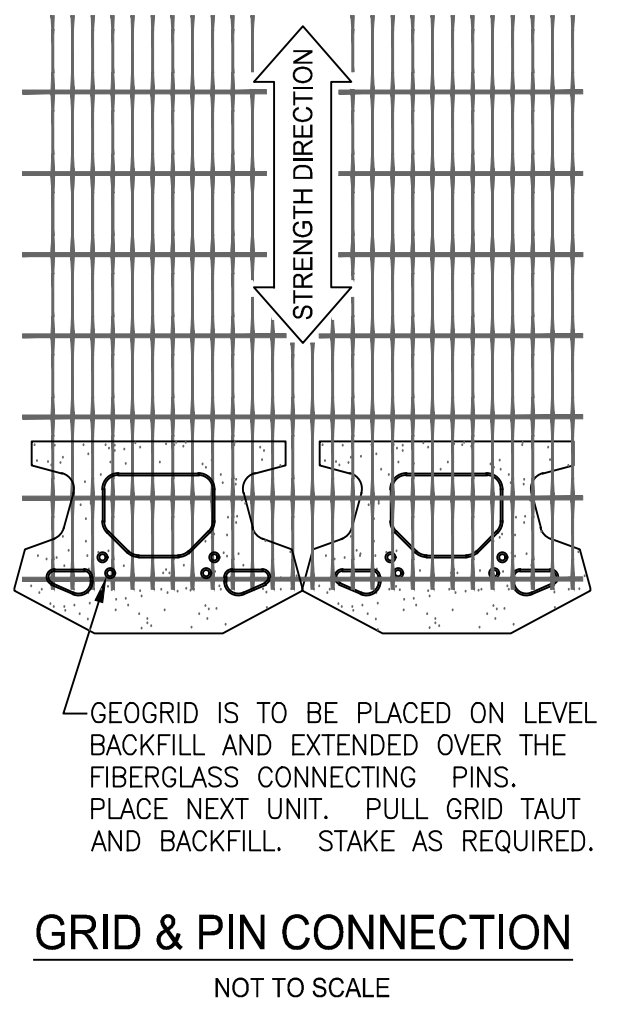 STRENGTH DIRECTION
GEOGRID IS TO BE PLACED ON LEVEL
BACKFILL AND EXTENDED OVER THE
FIBERGLASS CONNECTING PINS.
PLACE NEXT UNIT. PULL GRID TAUT
AND BACKFILL. STAKE AS REQUIRED.
GRID & PIN CONNECTION
NOT TO SCALE